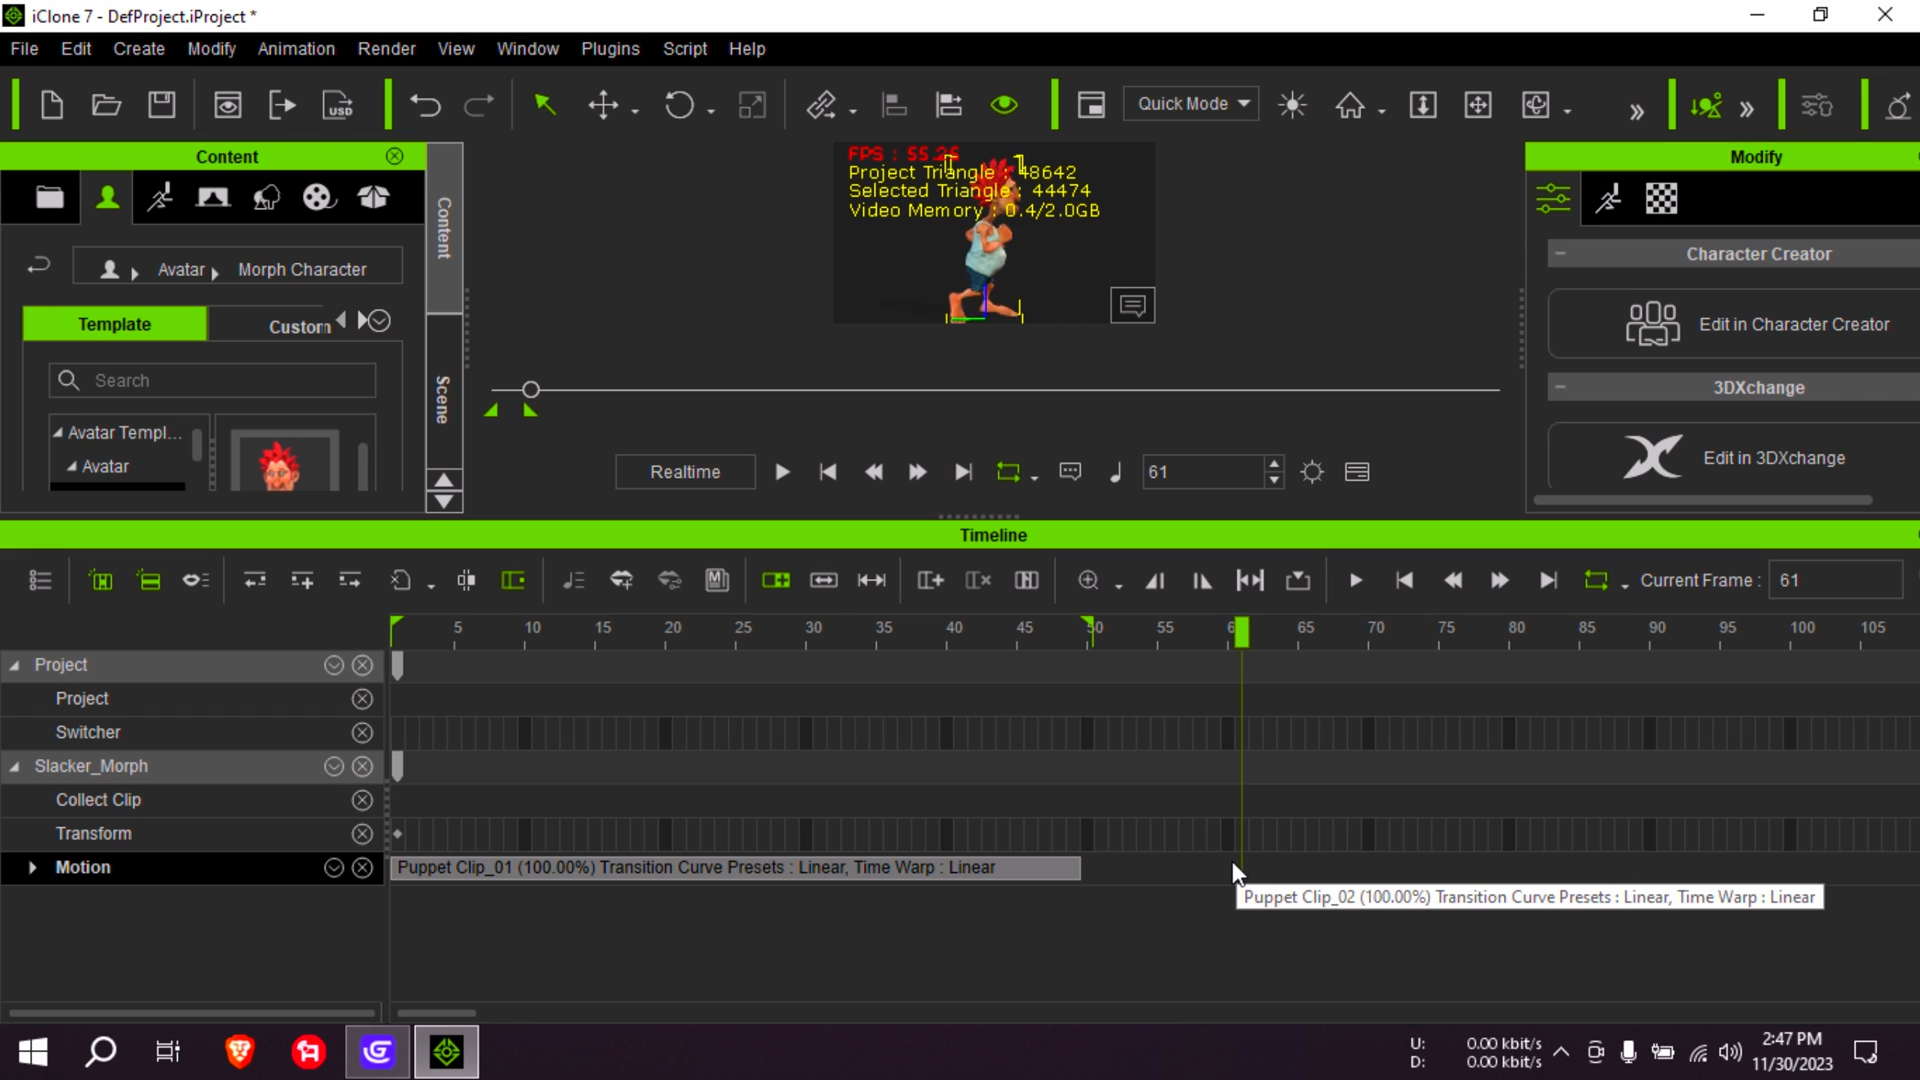 iClone 7 - DefProject.iProject *
File Edit Create Modify Animation Render View Window Plugins Script Help
USD
Quick Mode
Content
Modify
Content
Scene
Avatar Morph Character
Template
Custom
Search
Avatar Templ...
Avatar
FPS : 55.25
Project Triangle : 48642
Selected Triangle : 44474
Video Memory : 0.4/2.0GB
Character Creator
Edit in Character Creator
3DXchange
Edit in 3DXchange
Realtime
61
Timeline
Current Frame : 61
5 10 15 20 25 30 35 40 45 50 55 6 65 70 75 80 85 90 95 100 105
Project
Project
Switcher
Slacker_Morph
Collect Clip
Transform
Motion
Puppet Clip_01 (100.00%) Transition Curve Presets : Linear, Time Warp : Linear
Puppet Clip_02 (100.00%) Transition Curve Presets : Linear, Time Warp : Linear
U: 0.00 kbit/s
D: 0.00 kbit/s
2:47 PM
11/30/2023